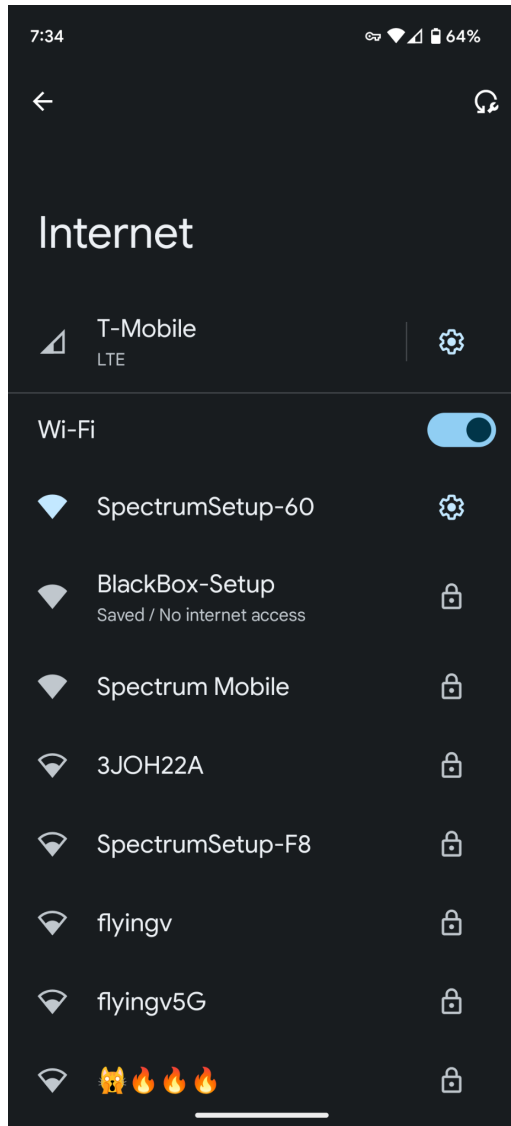 7:34
64%
Internet
T-Mobile
LTE
Wi-Fi
SpectrumSetup-60
BlackBox-Setup
Saved / No internet access
Spectrum Mobile
3JOH22A
SpectrumSetup-F8
flyingv
flyingv5G
🙀🔥🔥🔥